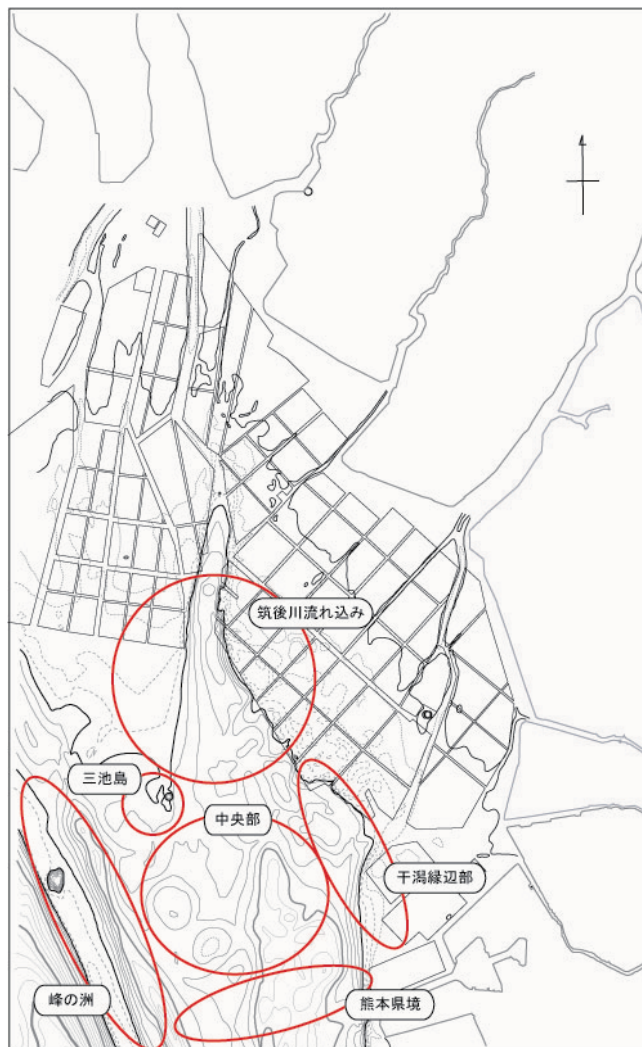 筑後川流れ込み
三池島
中央部
干潟縁辺部
峰の洲
熊本県境